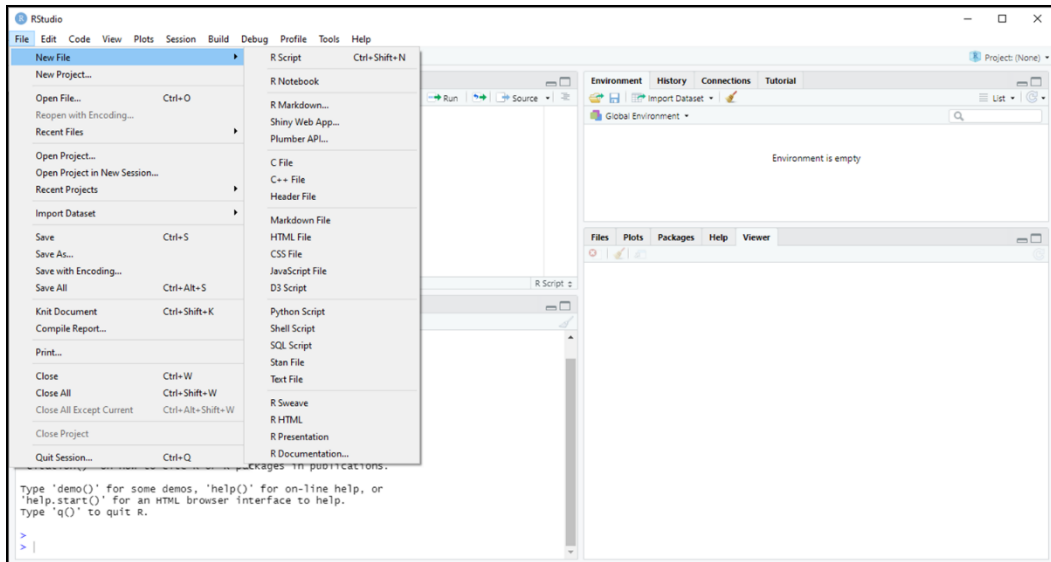 RStudio
File Edit Code View Plots Session Build Debug Profile Tools Help
Project: (None)
New File
New Project...
Open File... Ctrl+O
Reopen with Encoding...
Recent Files
Open Project...
Open Project in New Session...
Recent Projects
Import Dataset
Save Ctrl+S
Save As...
Save with Encoding...
Save All Ctrl+Alt+S
Knit Document Ctrl+Shift+K
Compile Report...
Print...
Close Ctrl+W
Close All Ctrl+Shift+W
Close All Except Current Ctrl+Alt+Shift+W
Close Project
Quit Session... Ctrl+Q
R Script Ctrl+Shift+N
R Notebook
R Markdown...
Shiny Web App...
Plumber API...
C File
C++ File
Header File
Markdown File
HTML File
CSS File
JavaScript File
D3 Script
Python Script
Shell Script
SQL Script
Stan File
Text File
R Sweave
R HTML
R Presentation
R Documentation...
Run Source
R Script
Environment History Connections Tutorial
Import Dataset List
Global Environment
Environment is empty
Files Plots Packages Help Viewer
packages in publications.
Type 'demo()' for some demos, 'help()' for on-line help, or
'help.start()' for an HTML browser interface to help.
Type 'q()' to quit R.
>
>